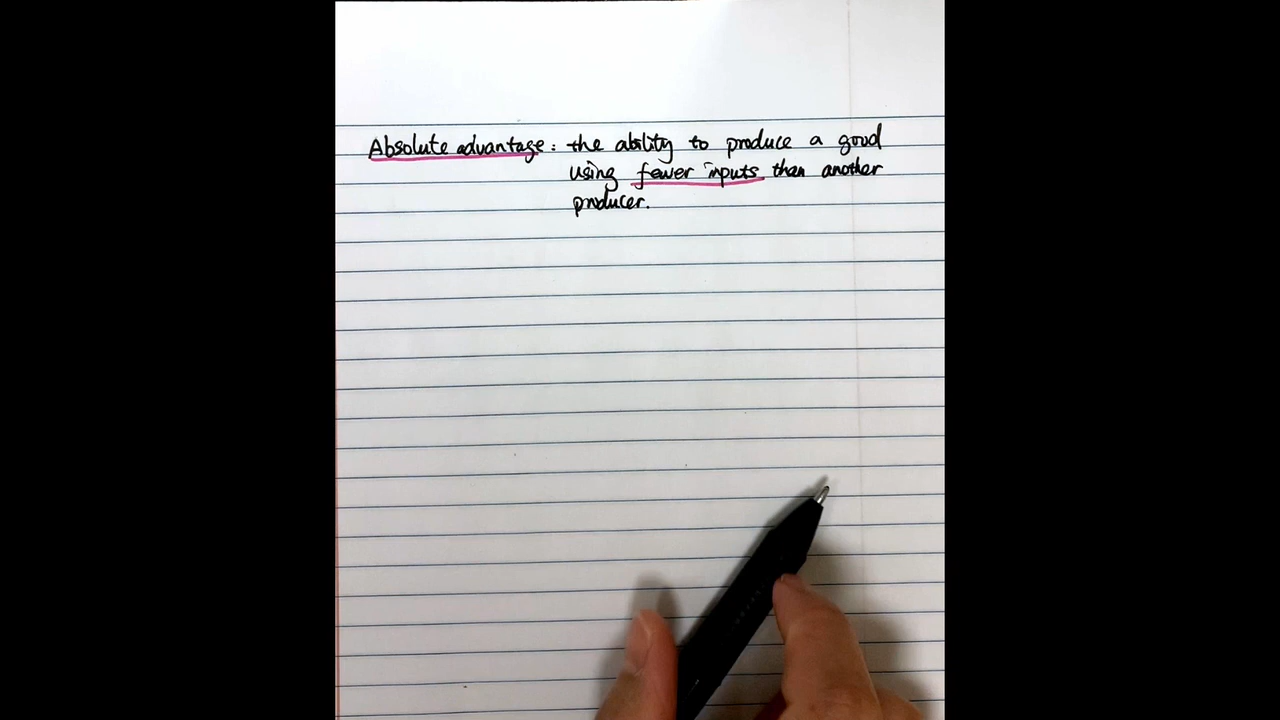 Absolute advantage: the ability to produce a good
using fewer inputs than another
producer.